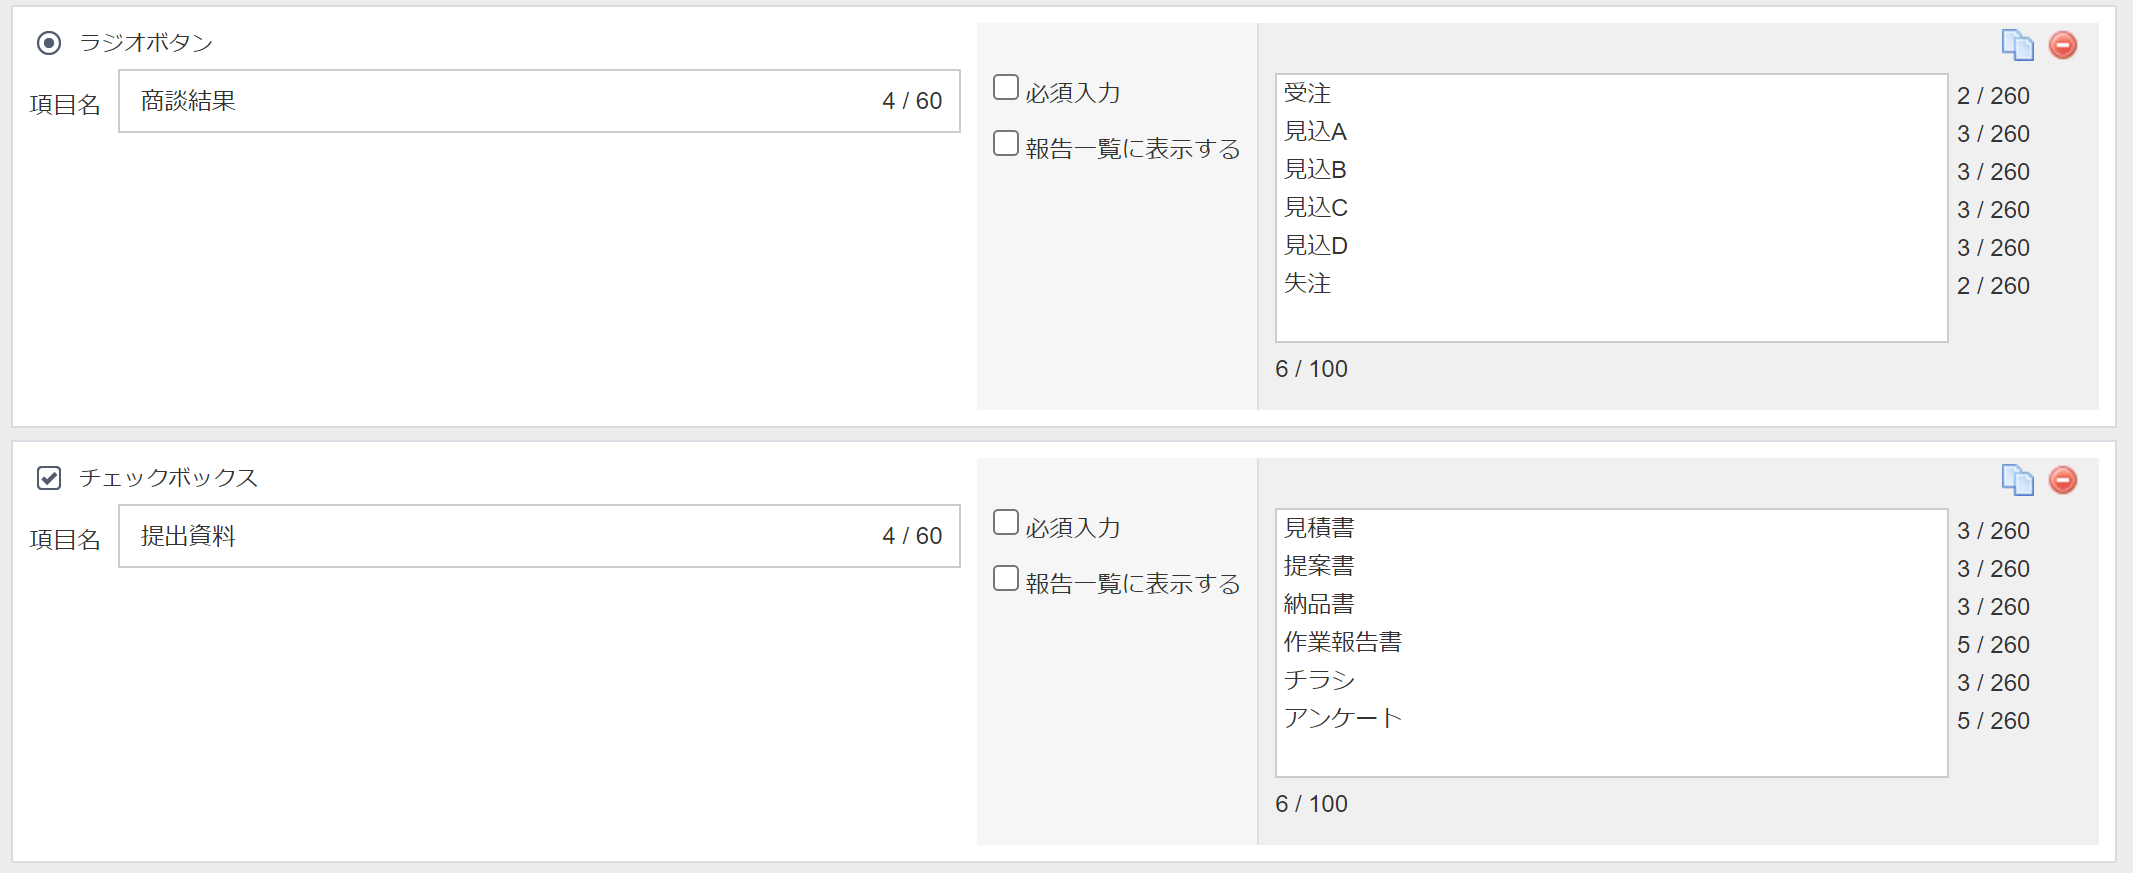 ラジオボタン
項目名 商談結果 4 / 60
必須入力
報告一覧に表示する
受注 2 / 260
見込A 3 / 260
見込B 3 / 260
見込C 3 / 260
見込D 3 / 260
失注 2 / 260
6 / 100
チェックボックス
項目名 提出資料 4 / 60
必須入力
報告一覧に表示する
見積書 3 / 260
提案書 3 / 260
納品書 3 / 260
作業報告書 5 / 260
チラシ 3 / 260
アンケート 5 / 260
6 / 100